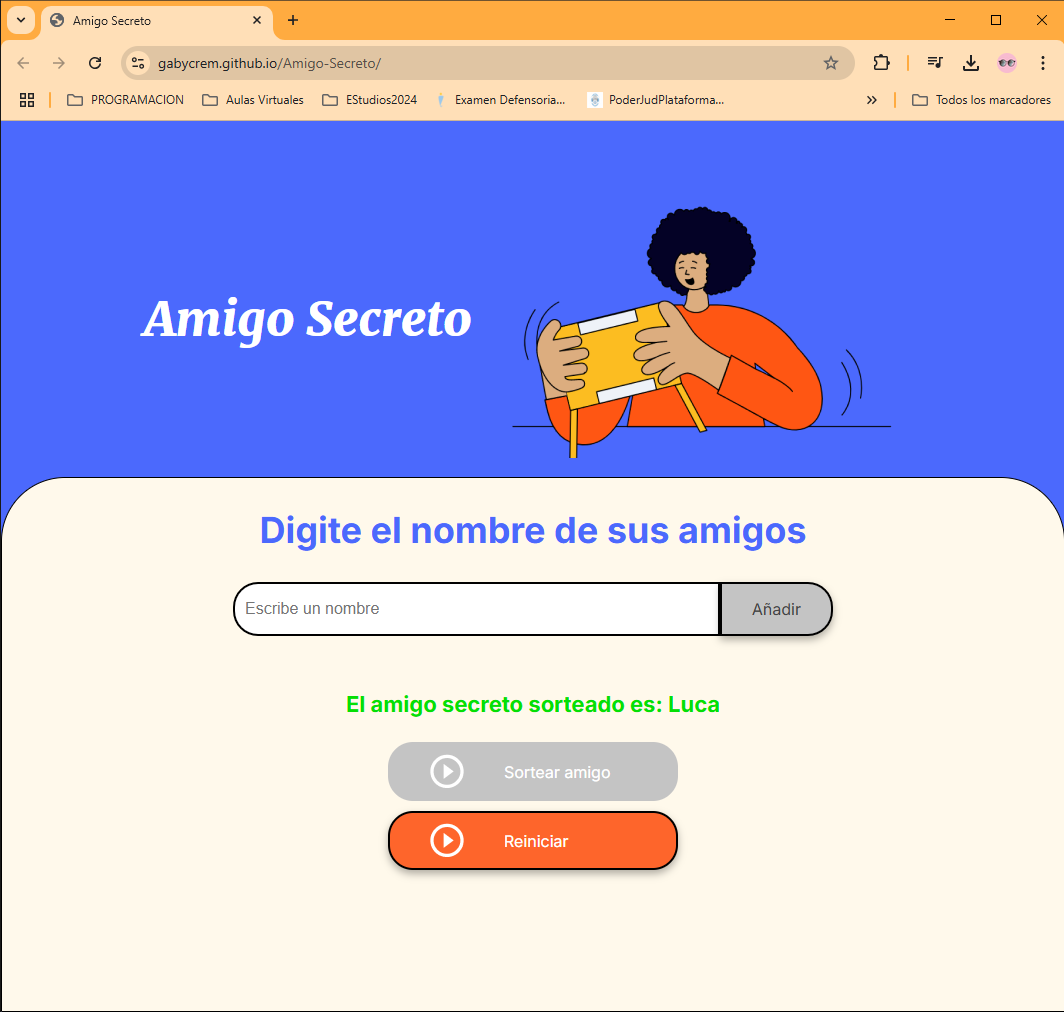 Amigo Secreto
gabycrem.github.io/Amigo-Secreto/
PROGRAMACION Aulas Virtuales EStudios2024 Examen Defensoria... PoderJudPlataforma... Todos los marcadores
Amigo Secreto
Digite el nombre de sus amigos
Escribe un nombre Añadir
El amigo secreto sorteado es: Luca
Sortear amigo
Reiniciar